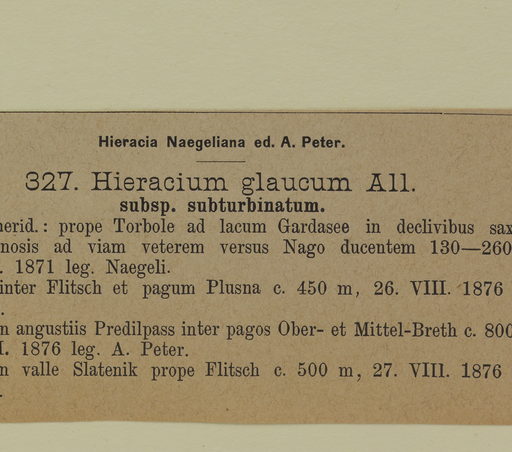 Hieracia Naegeliana ed. A. Peter.
327. Hieracium glaucum All.
subsp. subturbinatum.
erid.: prope Torbole ad lacum Gardasee in declivibus sax
nosis ad viam veterem versus Nago ducentem 130—260
. 1871 leg. Naegeli.
inter Flitsch et pagum Plusna c. 450 m, 26. VIII. 1876
.
n angustiis Predilpass inter pagos Ober- et Mittel-Breth c. 800
I. 1876 leg. A. Peter.
n valle Slatenik prope Flitsch c. 500 m, 27. VIII. 1876
.